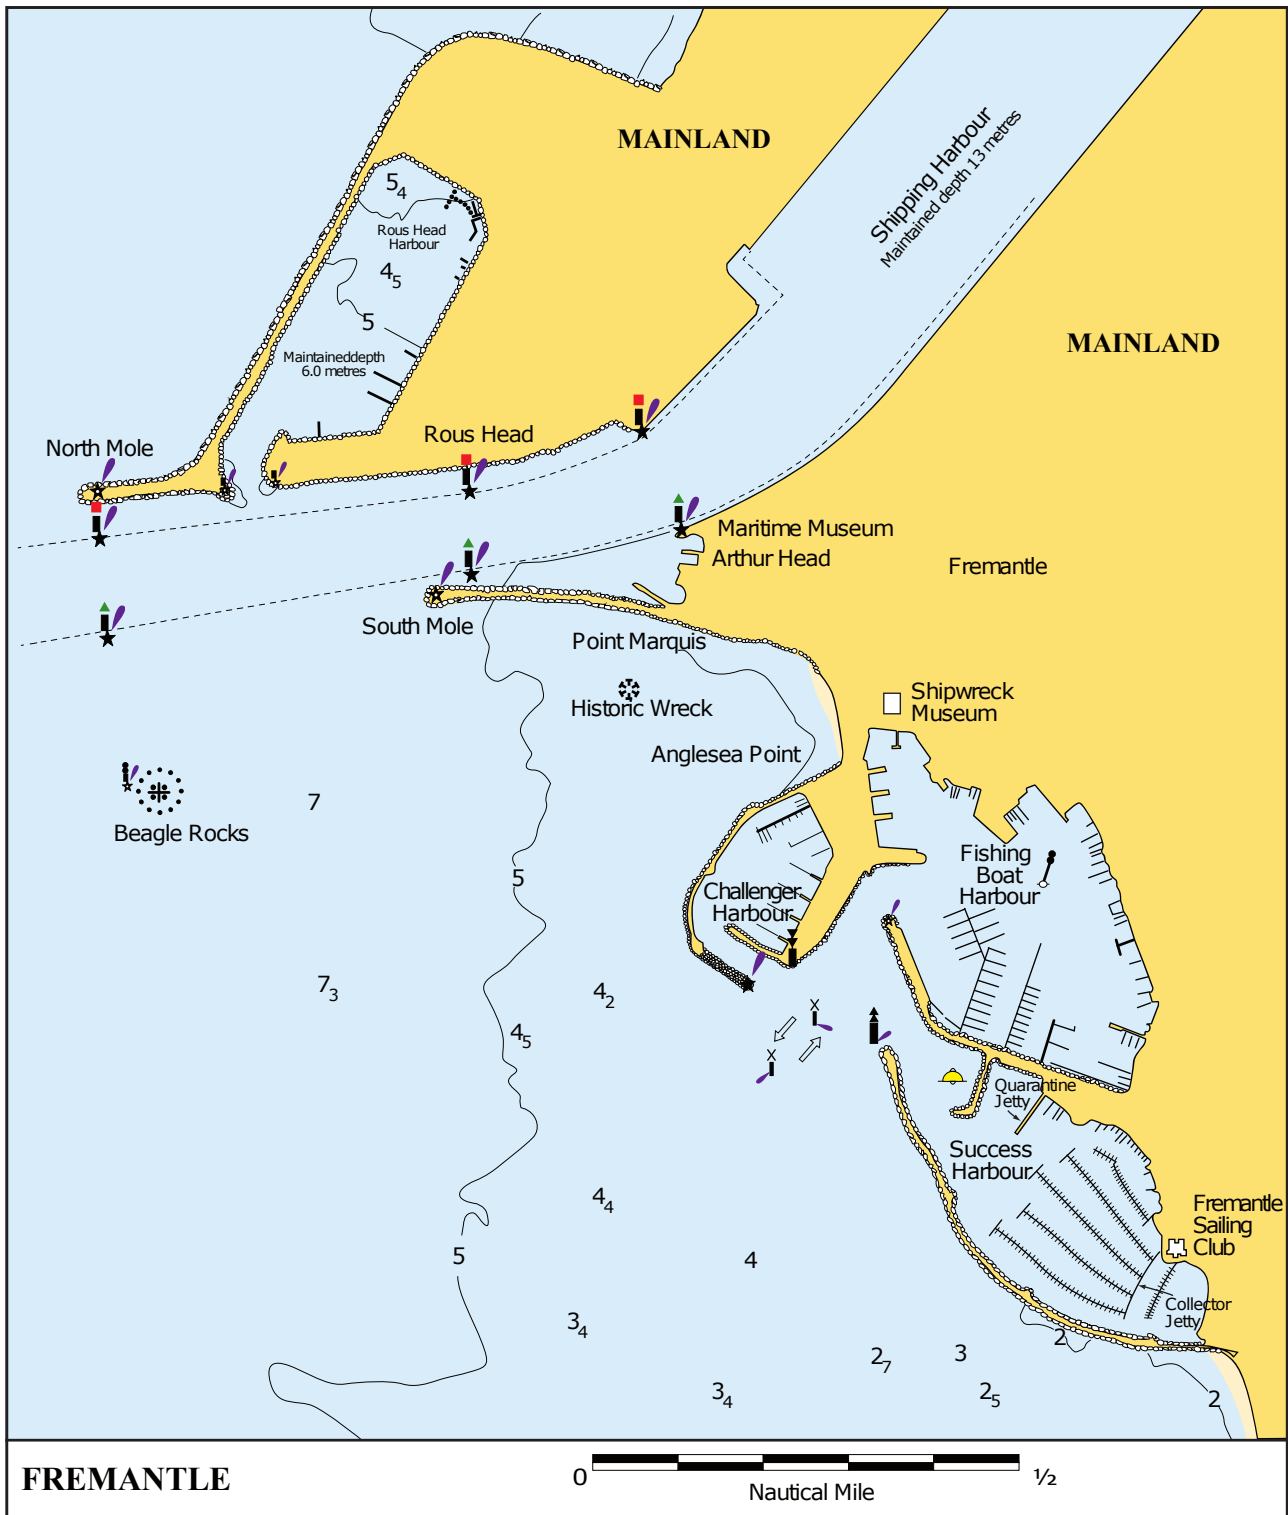 MAINLAND
Shipping Harbour
Maintained depth 13 metres
5₄
Rous Head
Harbour
4₅
5
Maintaineddepth
6.0 metres
MAINLAND
North Mole
Rous Head
Maritime Museum
Arthur Head
Fremantle
South Mole
Point Marquis
Shipwreck
Museum
Historic Wreck
Anglesea Point
7
Beagle Rocks
5
Fishing
Boat
Harbour
Challenger
Harbour
7₃
4₂
4₅
Quarantine
Jetty
Success
Harbour
4₄
Fremantle
Sailing
Club
5
4
Collector
Jetty
3₄
2
2₇
3
3₄
2₅
2
FREMANTLE
0
½
Nautical Mile